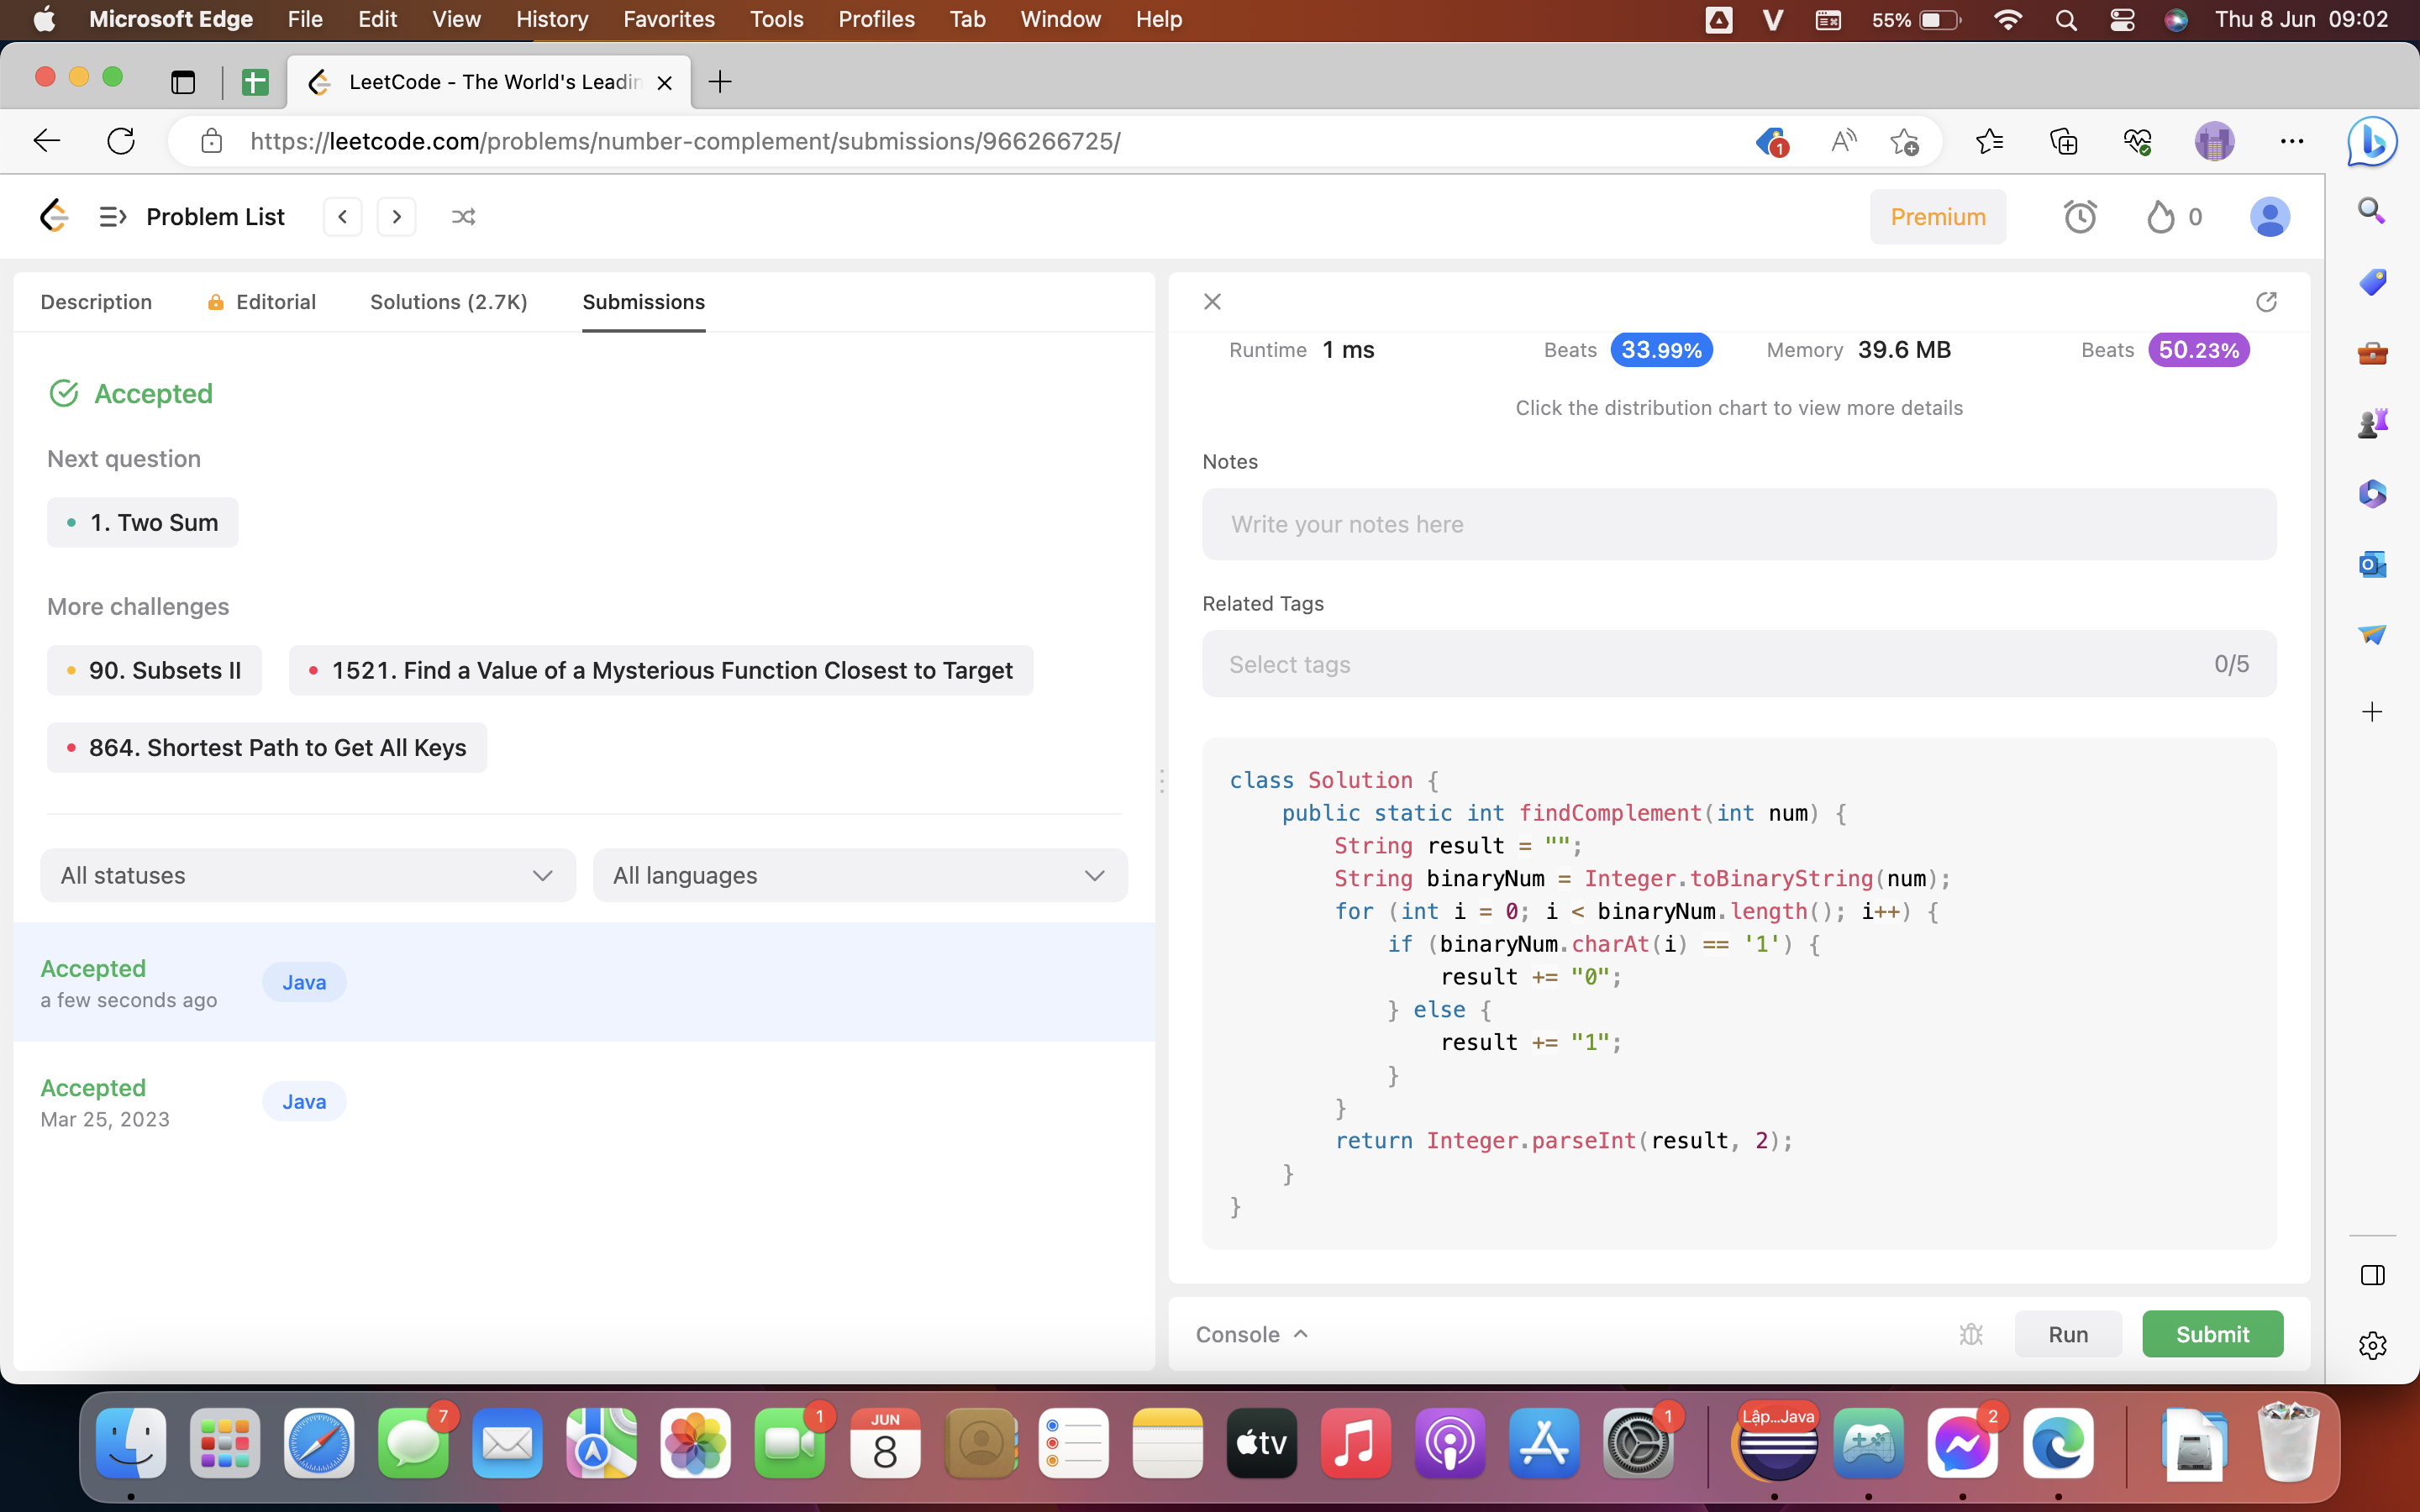 Microsoft Edge File Edit View History Favorites Tools Profiles Tab Window Help 55% Thu 8 Jun 09:02
LeetCode - The World's Leadin
https://leetcode.com/problems/number-complement/submissions/966266725/ 1
Problem List Premium 0
Description Editorial Solutions (2.7K) Submissions
Accepted
Next question
1. Two Sum
More challenges
90. Subsets II 1521. Find a Value of a Mysterious Function Closest to Target
864. Shortest Path to Get All Keys
All statuses All languages
Accepted Java
a few seconds ago
Accepted Java
Mar 25, 2023
Runtime 1 ms Beats 33.99% Memory 39.6 MB Beats 50.23%
Click the distribution chart to view more details
Notes
Write your notes here
Related Tags
Select tags 0/5
class Solution {
    public static int findComplement(int num) {
        String result = "";
        String binaryNum = Integer.toBinaryString(num);
        for (int i = 0; i < binaryNum.length(); i++) {
            if (binaryNum.charAt(i) == '1') {
                result += "0";
            } else {
                result += "1";
            }
        }
        return Integer.parseInt(result, 2);
    }
}
Console Run Submit
7 1 JUN 8 tv 1 Lập...Java 2